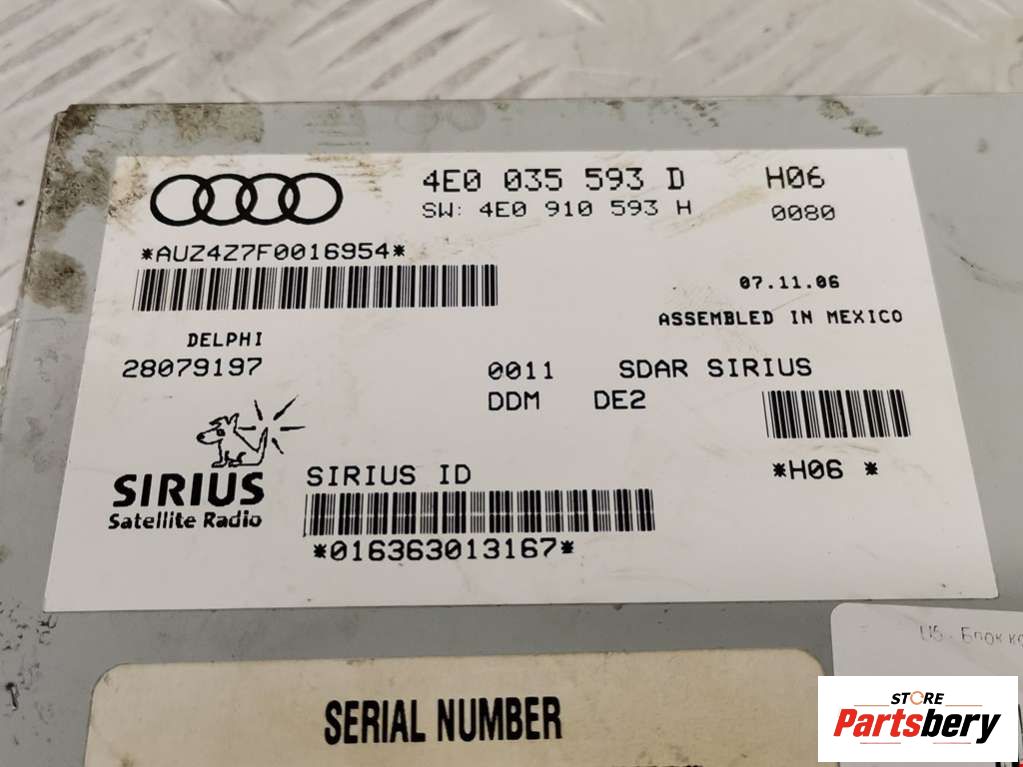 4E0 035 593 D H06
SW: 4E0 910 593 H 0080
*AUZ4Z7F0016954*
07.11.06
ASSEMBLED IN MEXICO
DELPHI
28079197
0011 SDAR SIRIUS
DDM DE2
*H06 *
SIRIUS
Satellite Radio
SIRIUS ID
*016363013167*
Блок
SERIAL NUMBER
STORE
Partsbery